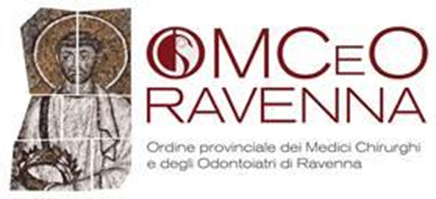 OMCeO
RAVENNA
Ordine provinciale dei Medici Chirurghi
e degli Odontoiatri di Ravenna